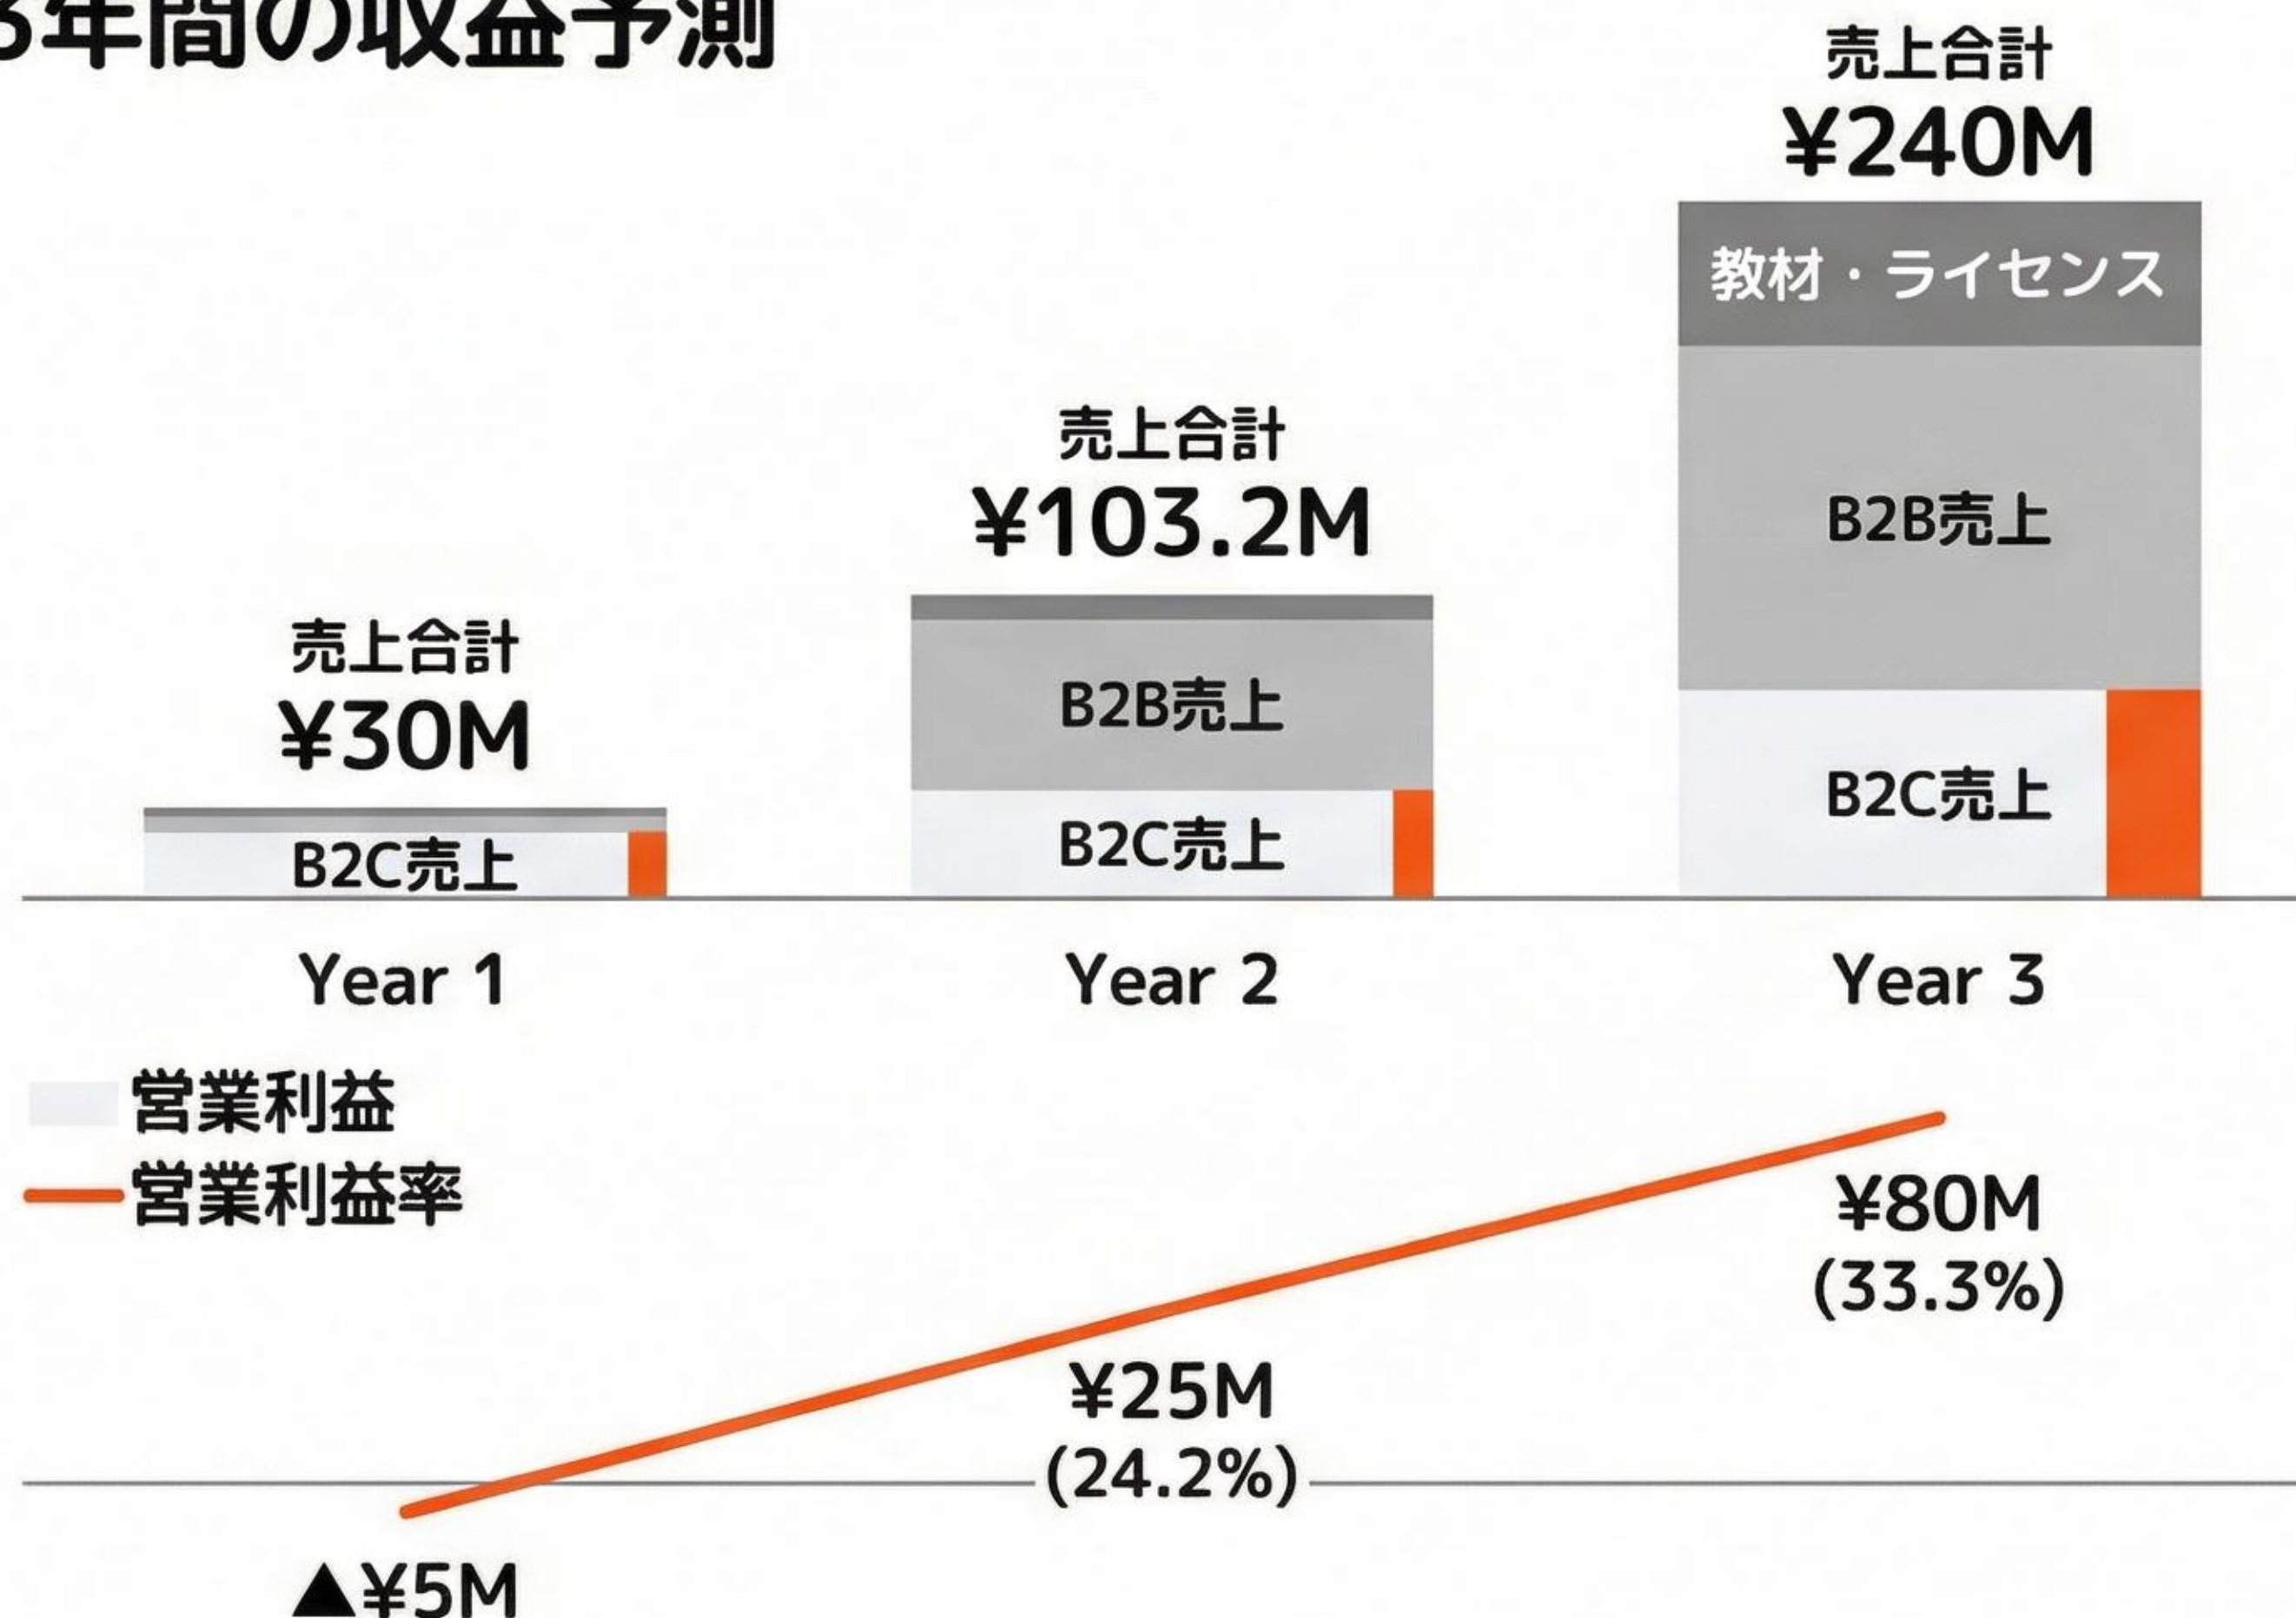 3年間の収益予測
売上合計
¥30M
B2C売上
Year 1
売上合計
¥103.2M
B2B売上
B2C売上
Year 2
売上合計
¥240M
教材・ライセンス
B2B売上
B2C売上
Year 3
営業利益
営業利益率
▲¥5M
¥25M
(24.2%)
¥80M
(33.3%)